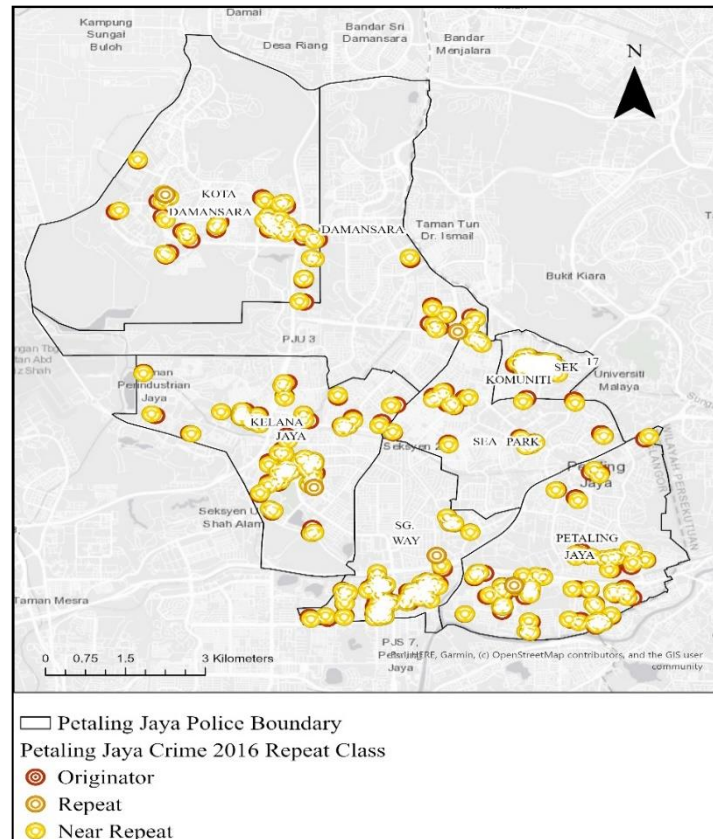 Damai
Kampung
Sungai
Buloh
Desa Riang
Bandar Sri
Damansara
Bandar
Menjalara
N
KOTA
DAMANSARA
DAMANSARA
Taman Tun
Dr. Ismail
Bukit Kiara
PJU 3
SEK 17
KOMUNITI
Universiti
Malaya
Perindustrian
Jaya
KELANA
JAYA
Seksyen 2
SEA PARK
Petaling
Jaya
WILAYAH PERSEKUTUAN
SELANGOR
Seksyen U
Shah Alam
SG.
WAY
PETALING
JAYA
Taman Mesra
PJS 7,
Jaya
HERE, Garmin, (c) OpenStreetMap contributors, and the GIS user
community
0 0.75 1.5 3 Kilometers
Petaling Jaya Police Boundary
Petaling Jaya Crime 2016 Repeat Class
Originator
Repeat
Near Repeat